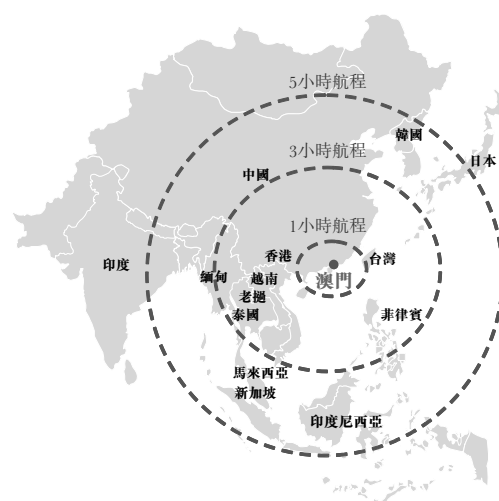 5小時航程
韓國
3小時航程
日本
中國
1小時航程
香港
台灣
印度
緬甸
越南
澳門
老撾
泰國
菲律賓
馬來西亞
新加坡
印度尼西亞